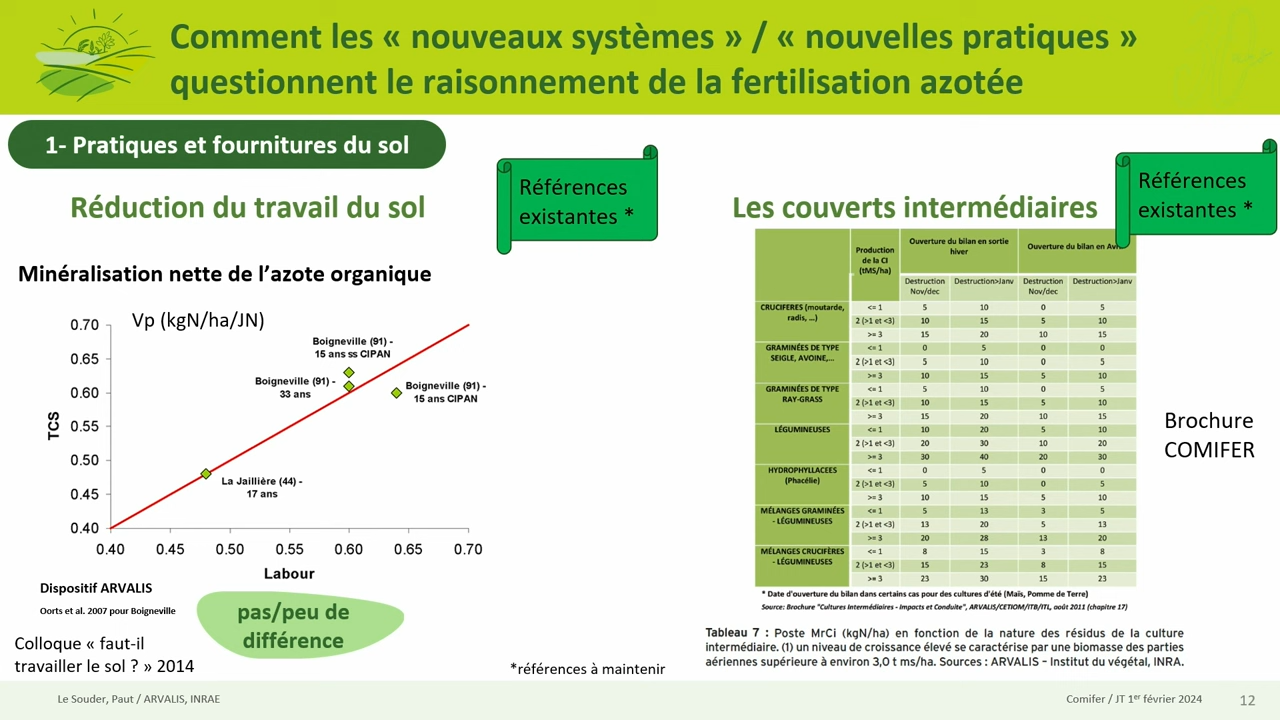 Comment les « nouveaux systèmes » / « nouvelles pratiques »
questionnent le raisonnement de la fertilisation azotée
1- Pratiques et fournitures du sol
Réduction du travail du sol
Références
existantes *
Minéralisation nette de l’azote organique
Vp (kgN/ha/JN)
0.70
0.65
0.60
0.55
0.50
0.45
0.40
TCS
Boigneville (91) -
15 ans ss CIPAN
Boigneville (91) -
33 ans
Boigneville (91) -
15 ans CIPAN
La Jaillière (44) -
17 ans
0.40 0.45 0.50 0.55 0.60 0.65 0.70
Labour
Dispositif ARVALIS
Oorts et al. 2007 pour Boigneville
pas/peu de
différence
Colloque « faut-il
travailler le sol ? » 2014
*références à maintenir
Les couverts intermédiaires
Références
existantes *
Production de la CI (tMS/ha) Ouverture du bilan en sortie hiver Ouverture du bilan en
Destruction Nov/dec Destruction>Janv Destruction Nov/dec Destruction>Janv
CRUCIFERES (moutarde, radis, ...) <= 1 5 10 0 5
2 (>1 et <3) 10 15 5 10
>= 3 15 20 10 15
GRAMINÉES DE TYPE SEIGLE, AVOINE,... <= 1 0 5 0 0
2 (>1 et <3) 5 10 0 5
>= 3 10 15 5 10
GRAMINÉES DE TYPE RAY-GRASS <= 1 5 10 0 5
2 (>1 et <3) 10 15 5 10
>= 3 15 20 10 15
LÉGUMINEUSES <= 1 10 20 5 10
2 (>1 et <3) 20 30 10 20
>= 3 30 40 20 30
HYDROPHYLLACEES (Phacélie) <= 1 0 5 0 0
2 (>1 et <3) 5 10 0 5
>= 3 10 15 5 10
MÉLANGES GRAMINÉES - LÉGUMINEUSES <= 1 5 13 3 5
2 (>1 et <3) 13 20 5 13
>= 3 20 28 13 20
MÉLANGES CRUCIFÈRES - LÉGUMINEUSES <= 1 8 15 3 8
2 (>1 et <3) 15 23 8 15
>= 3 23 30 15 23
* Date d'ouverture du bilan dans certains cas pour des cultures d'été (Maïs, Pomme de Terre)
Source: Brochure "Cultures Intermédiaires - Impacts et Conduite", ARVALIS/CETIOM/ITB/ITL, août 2011 (chapitre 17)
Tableau 7 : Poste MrCi (kgN/ha) en fonction de la nature des résidus de la culture
intermédiaire. (1) un niveau de croissance élevé se caractérise par une biomasse des parties
aériennes supérieure à environ 3,0 t ms/ha. Sources : ARVALIS – Institut du végétal, INRA.
Brochure
COMIFER
Le Souder, Paut / ARVALIS, INRAE
Comifer / JT 1er février 2024
12